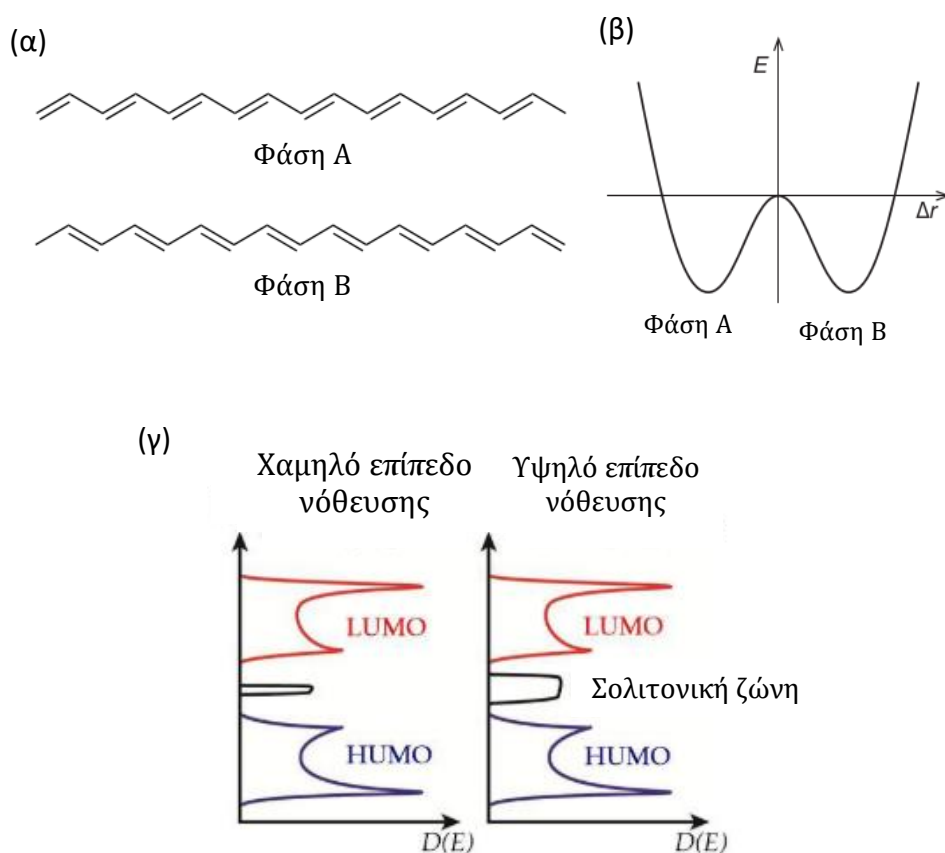 (α)
Φάση Α
Φάση Β
(β)
E
Δr
Φάση Α
Φάση Β
(γ)
Χαμηλό επίπεδο
νόθευσης
Υψηλό επίπεδο
νόθευσης
LUMO
LUMO
Σολιτονική ζώνη
HUMO
HUMO
D(E)
D(E)